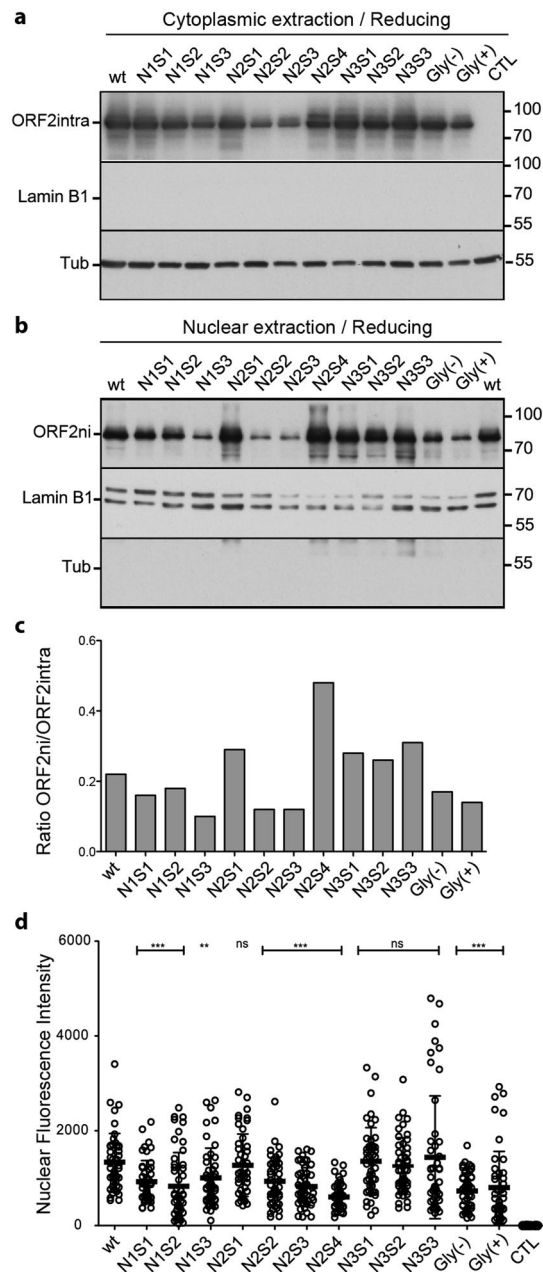 a
Cytoplasmic extraction / Reducing
wt N1S1 N1S2 N1S3 N2S1 N2S2 N2S3 N2S4 N3S1 N3S2 N3S3 Gly(-) Gly(+) CTL
ORF2intra
100
70
100
Lamin B1
70
55
Tub
55
b
Nuclear extraction / Reducing
wt N1S1 N1S2 N1S3 N2S1 N2S2 N2S3 N2S4 N3S1 N3S2 N3S3 Gly(-) Gly(+) wt
100
ORF2ni
70
Lamin B1
70
55
Tub
55
c
Ratio ORF2ni/ORF2intra
0.6
0.4
0.2
0.0
wt N1S1 N1S2 N1S3 N2S1 N2S2 N2S3 N2S4 N3S1 N3S2 N3S3 Gly(-) Gly(+)
d
Nuclear Fluorescence Intensity
6000
*** ** ns *** ns ***
4000
2000
0
wt N1S1 N1S2 N1S3 N2S1 N2S2 N2S3 N2S4 N3S1 N3S2 N3S3 Gly(-) Gly(+) CTL